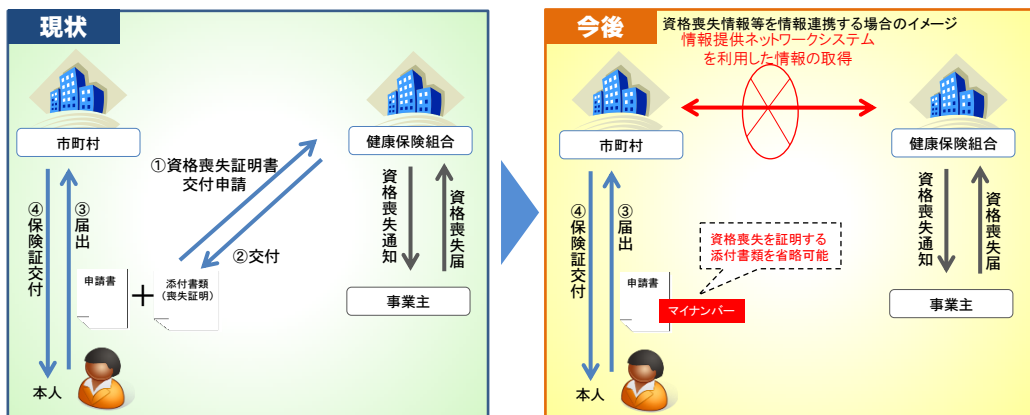 現状
市町村
健康保険組合
①資格喪失証明書
交付申請
②交付
③届出
④保険証交付
資格喪失通知
資格喪失届
申請書
添付書類
（喪失証明）
事業主
本人
今後
資格喪失情報等を情報連携する場合のイメージ
情報提供ネットワークシステム
を利用した情報の取得
市町村
健康保険組合
③届出
④保険証交付
資格喪失を証明する
添付書類を省略可能
資格喪失通知
資格喪失届
申請書
マイナンバー
事業主
本人